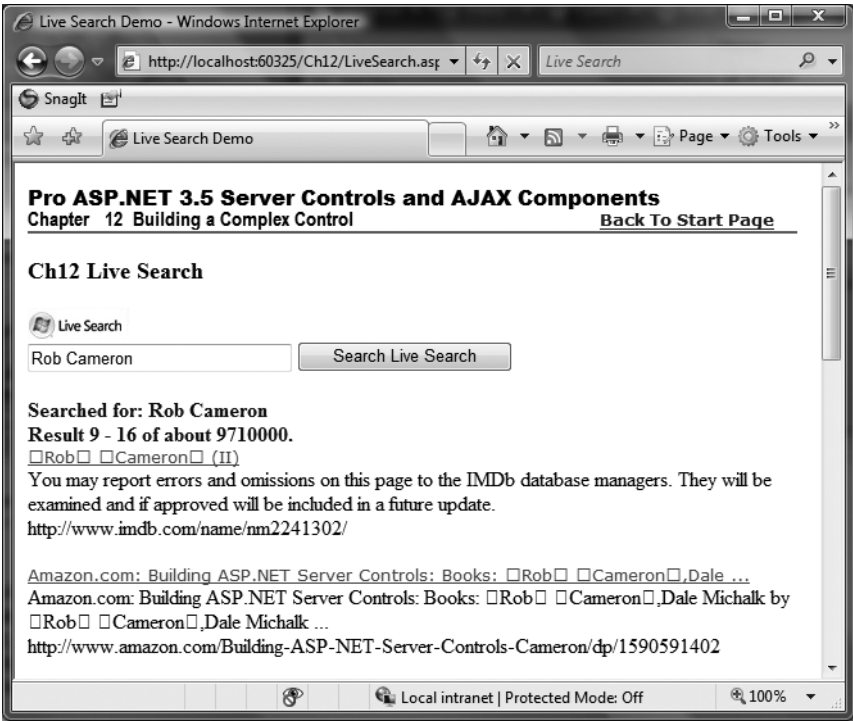 Live Search Demo - Windows Internet Explorer
http://localhost:60325/Ch12/LiveSearch.asp
Live Search
SnagIt
Live Search Demo
Page
Tools
Pro ASP.NET 3.5 Server Controls and AJAX Components
Chapter 12 Building a Complex Control
Back To Start Page
Ch12 Live Search
Live Search
Rob Cameron
Search Live Search
Searched for: Rob Cameron
Result 9 - 16 of about 9710000.
□Rob□ □Cameron□ (II)
You may report errors and omissions on this page to the IMDb database managers. They will be
examined and if approved will be included in a future update.
http://www.imdb.com/name/nm2241302/
Amazon.com: Building ASP.NET Server Controls: Books: □Rob□ □Cameron□,Dale ...
Amazon.com: Building ASP.NET Server Controls: Books: □Rob□ □Cameron□,Dale Michalk by
□Rob□ □Cameron□,Dale Michalk ...
http://www.amazon.com/Building-ASP-NET-Server-Controls-Cameron/dp/1590591402
Local intranet | Protected Mode: Off
100%